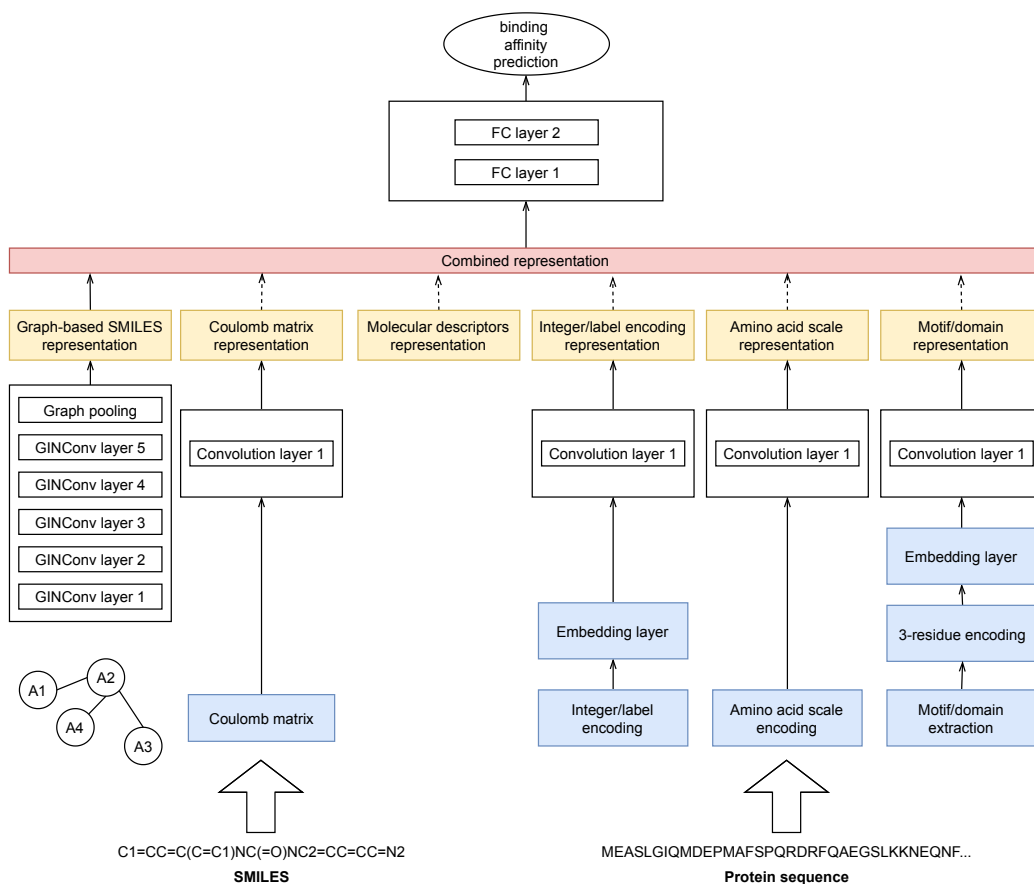 binding
affinity
prediction
FC layer 2
FC layer 1
Combined representation
Graph-based SMILES
representation
Coulomb matrix
representation
Molecular descriptors
representation
Integer/label encoding
representation
Amino acid scale
representation
Motif/domain
representation
Graph pooling
GINConv layer 5
GINConv layer 4
GINConv layer 3
GINConv layer 2
GINConv layer 1
Convolution layer 1
Convolution layer 1
Convolution layer 1
Convolution layer 1
Embedding layer
Embedding layer
3-residue encoding
A1
A2
A4
A3
Coulomb matrix
Integer/label
encoding
Amino acid scale
encoding
Motif/domain
extraction
C1=CC=C(C=C1)NC(=O)NC2=CC=CC=N2
SMILES
MEASLGIQMDEPMAFSPQRDRFQAEGSLKKNEQNF...
Protein sequence